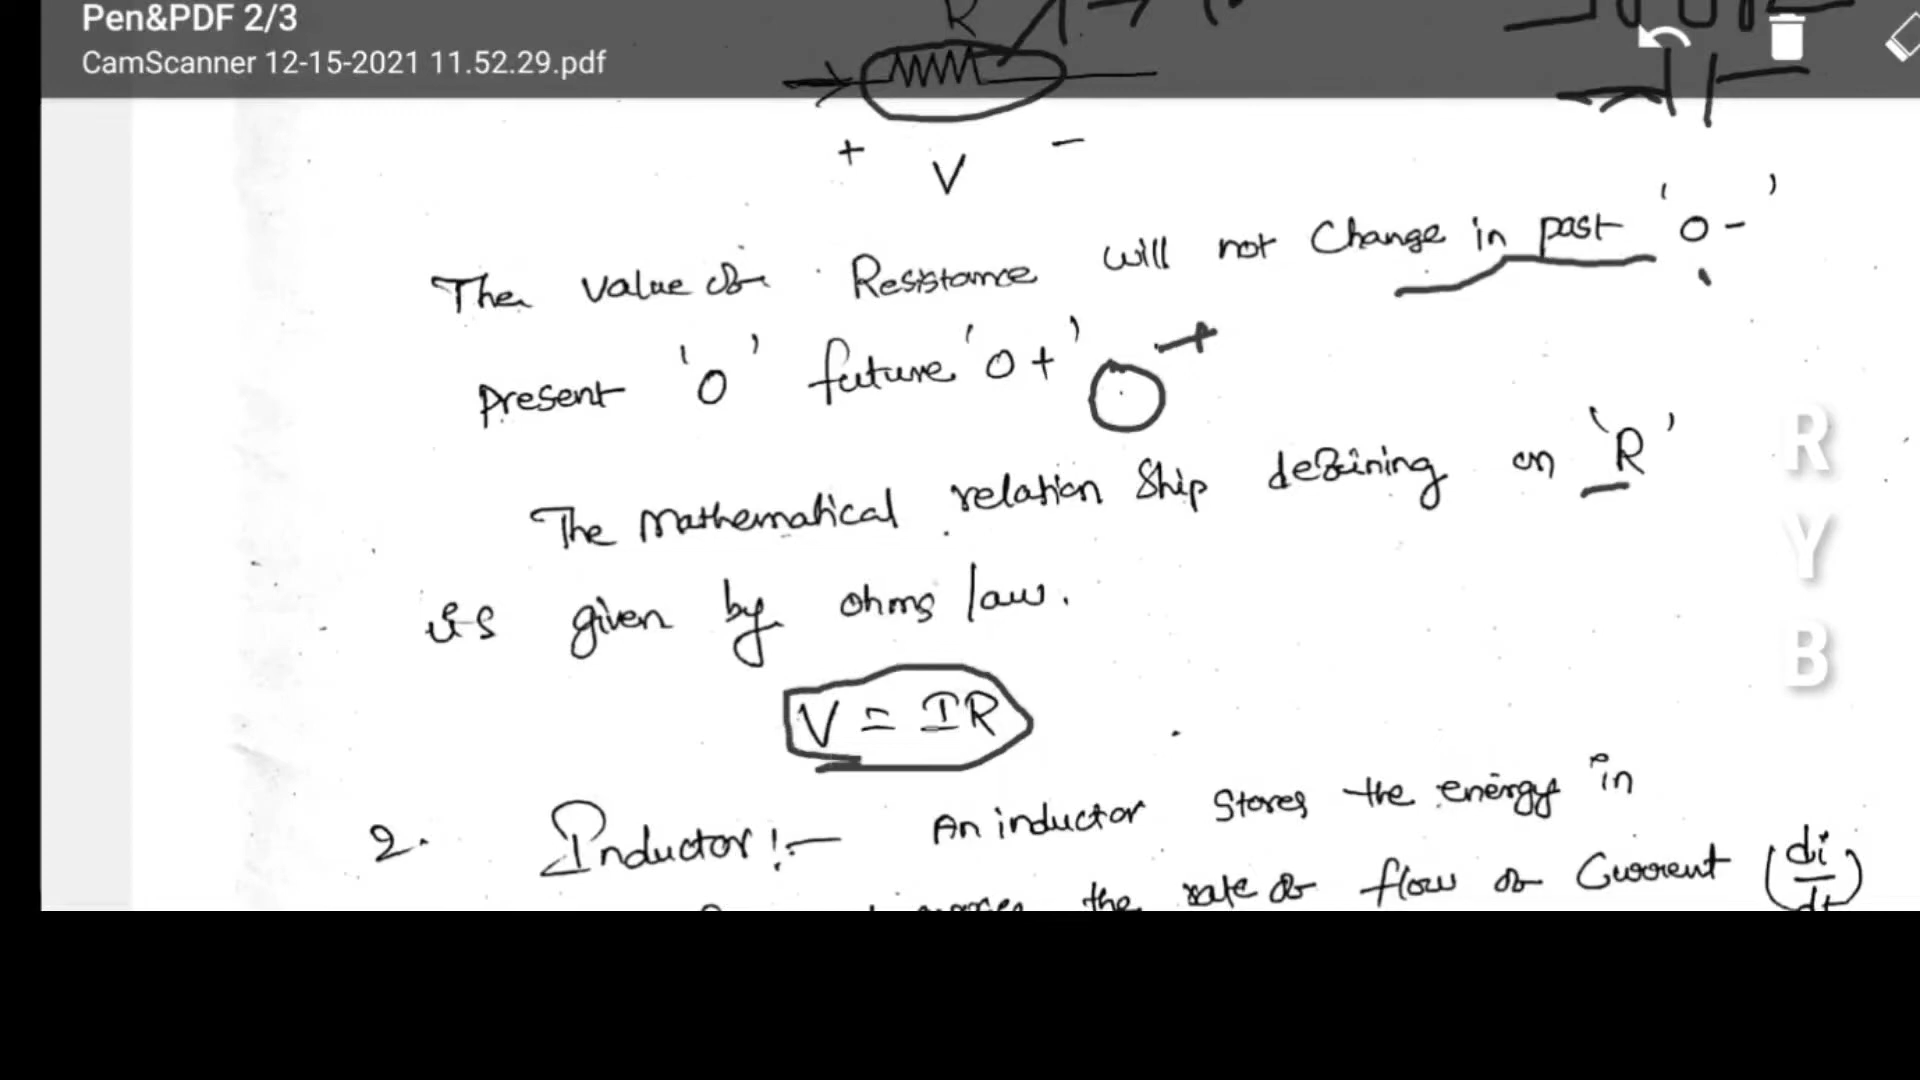 Pen&PDF 2/3
CamScanner 12-15-2021 11.52.29.pdf
R
+ V -
The value of Resistance will not change in past '0-'
present '0' future '0+' 0+
The Mathematical relation ship defining on 'R'
is given by ohms law.
V = IR
2. Inductor:- An inductor stores the energy in
the rate of flow of current (di/dt)
R
Y
B